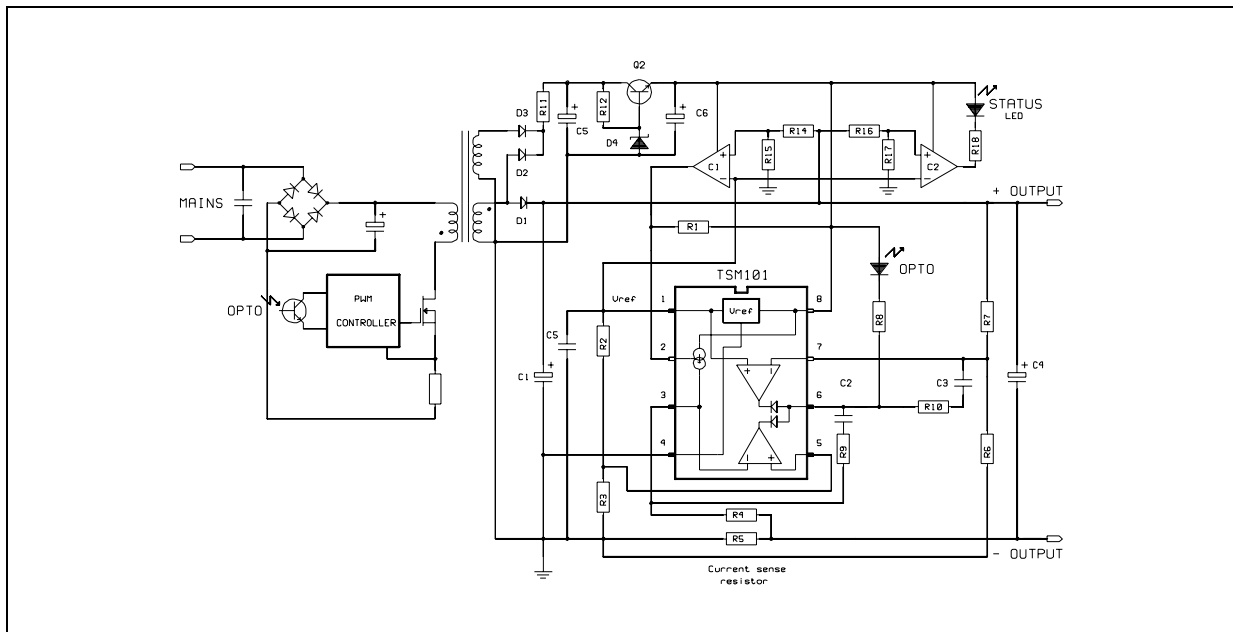 Q2
D3
R11
+
C5
R12
D4
+
C6
STATUS
LED
R18
R14
R16
R15
R17
+
-
C1
+
-
C2
D2
D1
MAINS
+
+ OUTPUT
R1
OPTO
TSM101
OPTO
PWM
CONTROLLER
Vref
1
8
Vref
R8
R7
C5
R2
2
7
+
-
C1
+
3
6
C2
C3
C4
+
R10
4
5
-
+
R9
R6
R3
R4
R5
- OUTPUT
Current sense
resistor